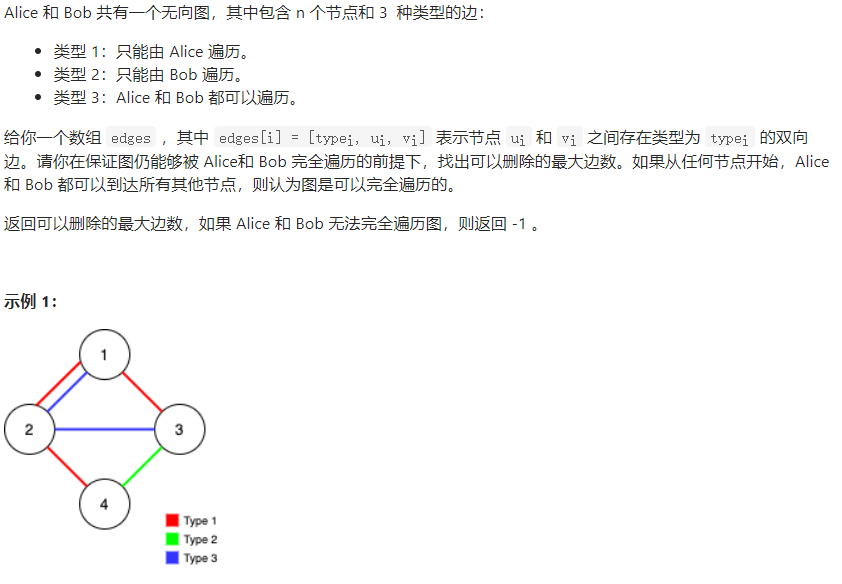 Alice 和 Bob 共有一个无向图，其中包含 n 个节点和 3 种类型的边：
类型 1：只能由 Alice 遍历。
类型 2：只能由 Bob 遍历。
类型 3：Alice 和 Bob 都可以遍历。
给你一个数组 edges ，其中 edges[i] = [typei, ui, vi] 表示节点 ui 和 vi 之间存在类型为 typei 的双向
边。请你在保证图仍能够被 Alice和 Bob 完全遍历的前提下，找出可以删除的最大边数。如果从任何节点开始，Alice
和 Bob 都可以到达所有其他节点，则认为图是可以完全遍历的。
返回可以删除的最大边数，如果 Alice 和 Bob 无法完全遍历图，则返回 -1 。
示例 1：
1
2
3
4
Type 1
Type 2
Type 3